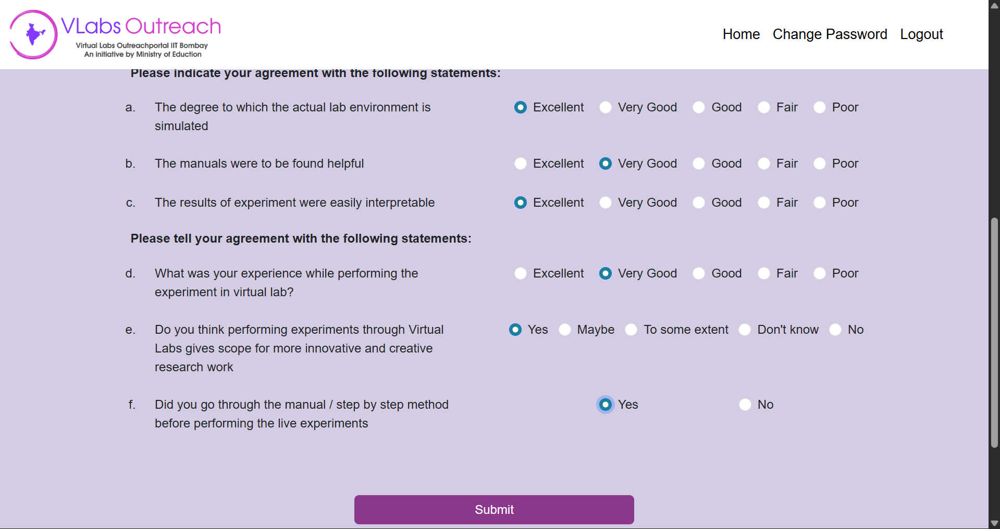 VLabs Outreach
Virtual Labs Outreachportal IIT Bombay
An initiative by Ministry of Eduction
Home Change Password Logout
Please indicate your agreement with the following statements:
a. The degree to which the actual lab environment is Excellent Very Good Good Fair Poor
simulated
b. The manuals were to be found helpful Excellent Very Good Good Fair Poor
c. The results of experiment were easily interpretable Excellent Very Good Good Fair Poor
Please tell your agreement with the following statements:
d. What was your experience while performing the Excellent Very Good Good Fair Poor
experiment in virtual lab?
e. Do you think performing experiments through Virtual Yes Maybe To some extent Don't know No
Labs gives scope for more innovative and creative
research work
f. Did you go through the manual / step by step method Yes No
before performing the live experiments
Submit